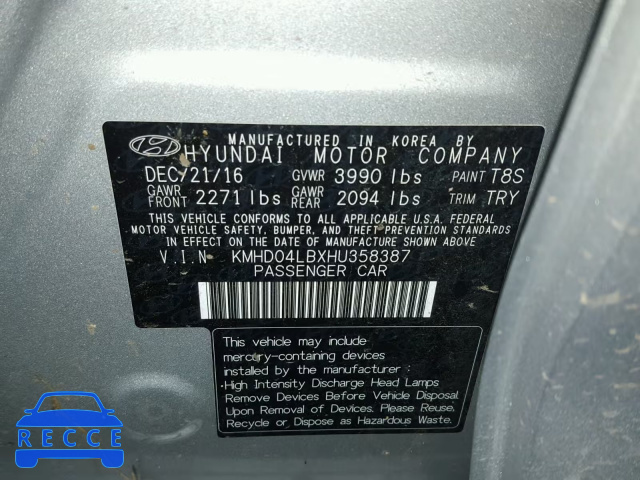 MANUFACTURED IN KOREA BY
HYUNDAI MOTOR COMPANY
DEC/21/16 GVWR 3990 lbs PAINT T8S
GAWR FRONT 2271 lbs GAWR REAR 2094 lbs TRIM TRY
THIS VEHICLE CONFORMS TO ALL APPLICABLE U.S.A. FEDERAL
MOTOR VEHICLE SAFETY, BUMPER, AND THEFT PREVENTION STANDARDS
IN EFFECT ON THE DATE OF MANUFACTURE SHOWN ABOVE.
V.I.N KMHD04LBXHU358387
PASSENGER CAR
This vehicle may include
mercury-containing devices
installed by the manufacturer :
·High Intensity Discharge Head Lamps
Remove Devices Before Vehicle Disposal
Upon Removal of Devices. Please Reuse,
Recycle or Dispose as Hazardous Waste.
RECCE